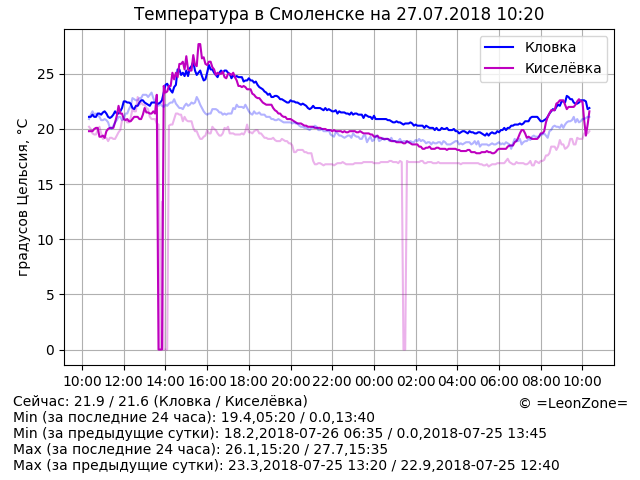 Температура в Смоленске на 27.07.2018 10:20
Кловка
Киселёвка
градусов Цельсия, °C
25
20
15
10
5
0
10:00 12:00 14:00 16:00 18:00 20:00 22:00 00:00 02:00 04:00 06:00 08:00 10:00
Сейчас: 21.9 / 21.6 (Кловка / Киселёвка)
© =LeonZone=
Min (за последние 24 часа): 19.4,05:20 / 0.0,13:40
Min (за предыдущие сутки): 18.2,2018-07-26 06:35 / 0.0,2018-07-25 13:45
Max (за последние 24 часа): 26.1,15:20 / 27.7,15:35
Max (за предыдущие сутки): 23.3,2018-07-25 13:20 / 22.9,2018-07-25 12:40